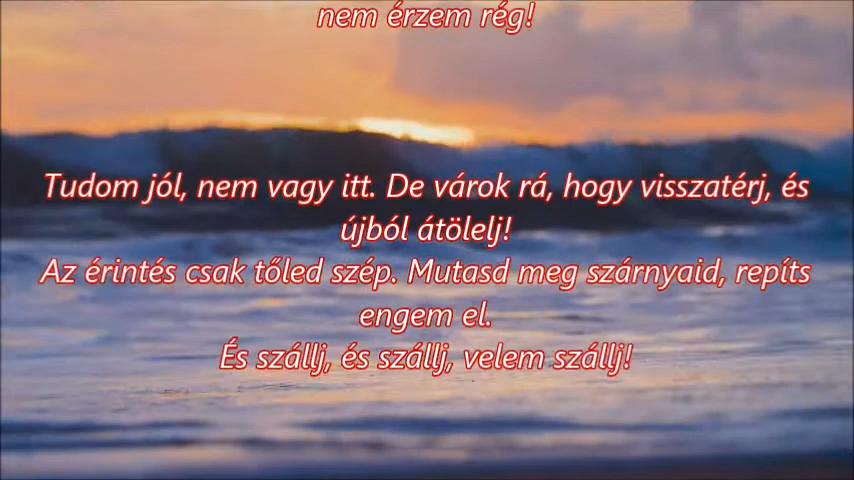 nem érzem rég!
Tudom jól, nem vagy itt. De várok rá, hogy visszatérj, és
újból átölelj!
Az érintés csak tőled szép. Mutasd meg szárnyaid, repíts
engem el.
És szállj, és szállj, velem szállj!